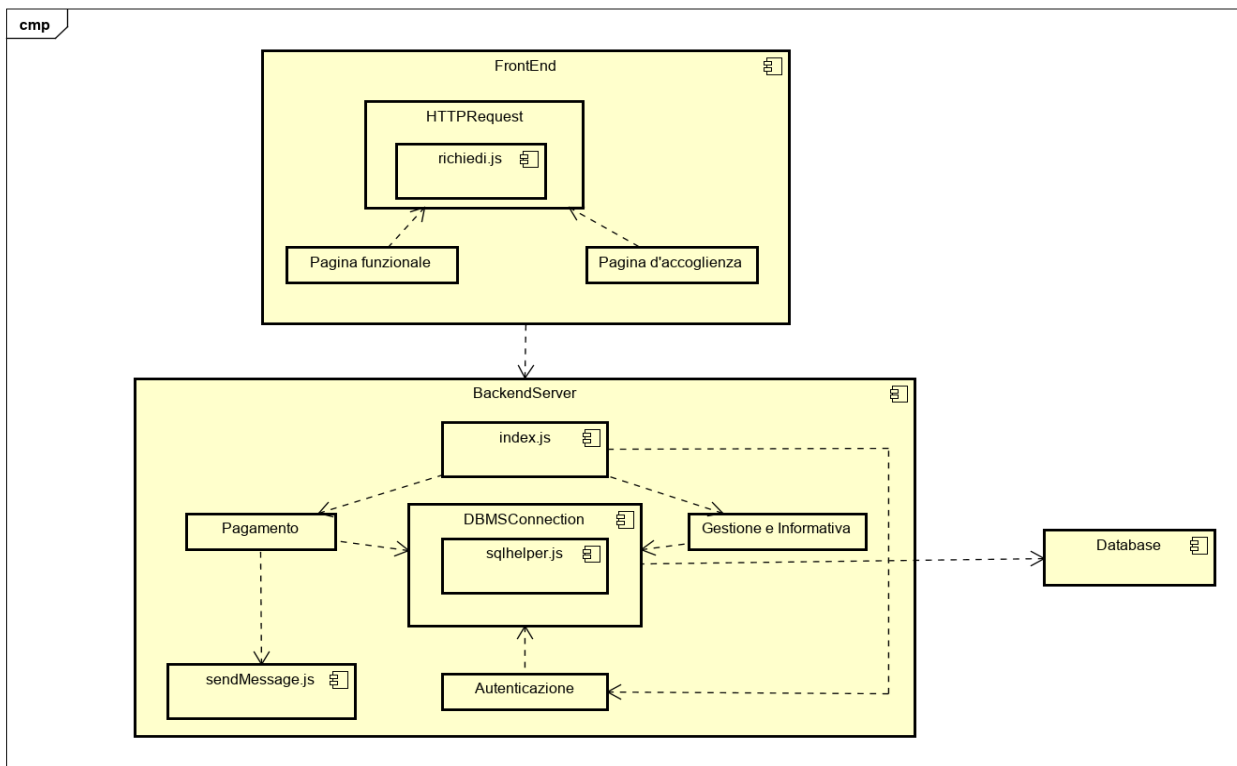 cmp
FrontEnd
HTTPRequest
richiedi.js
Pagina funzionale
Pagina d'accoglienza
BackendServer
index.js
Pagamento
DBMSConnection
Gestione e Informativa
sqlhelper.js
Database
sendMessage.js
Autenticazione